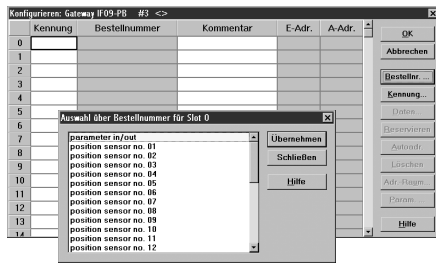 Konfigurieren: Gateway IF09-PB #3 <>
Kennung Bestellnummer Kommentar E-Adr. A-Adr.
0
1
2
3
4
5
6
7
8
9
10
11
12
13
14
OK
Abbrechen
Bestellnr. ...
Kennung...
Daten...
Reservieren
Autoadr.
Löschen
Param...
Hilfe
Auswahl über Bestellnummer für Slot 0
parameter in/out
position sensor no. 01
position sensor no. 02
position sensor no. 03
position sensor no. 04
position sensor no. 05
position sensor no. 06
position sensor no. 07
position sensor no. 08
position sensor no. 09
position sensor no. 10
position sensor no. 11
position sensor no. 12
Übernehmen
Schließen
Hilfe